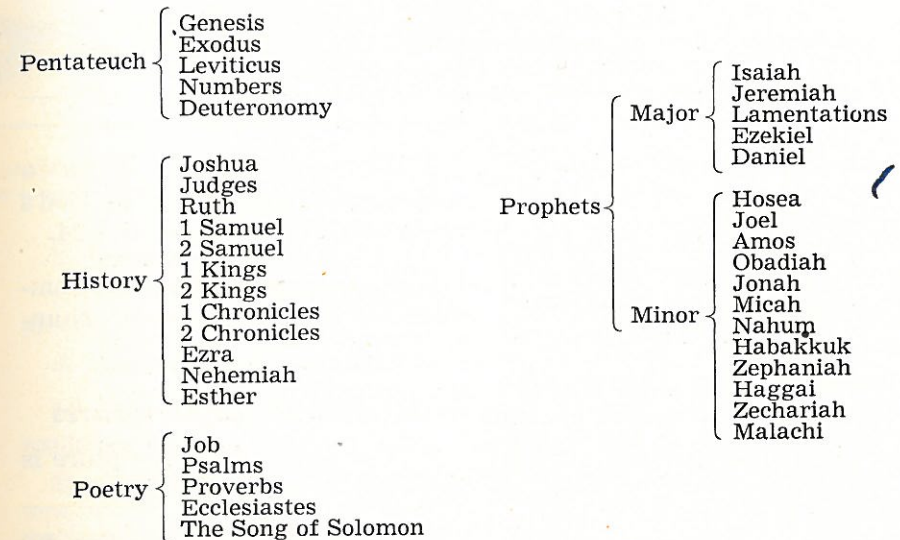 Pentateuch
Genesis
Exodus
Leviticus
Numbers
Deuteronomy
History
Joshua
Judges
Ruth
1 Samuel
2 Samuel
1 Kings
2 Kings
1 Chronicles
2 Chronicles
Ezra
Nehemiah
Esther
Poetry
Job
Psalms
Proverbs
Ecclesiastes
The Song of Solomon
Prophets
Major
Isaiah
Jeremiah
Lamentations
Ezekiel
Daniel
Minor
Hosea
Joel
Amos
Obadiah
Jonah
Micah
Nahum
Habakkuk
Zephaniah
Haggai
Zechariah
Malachi